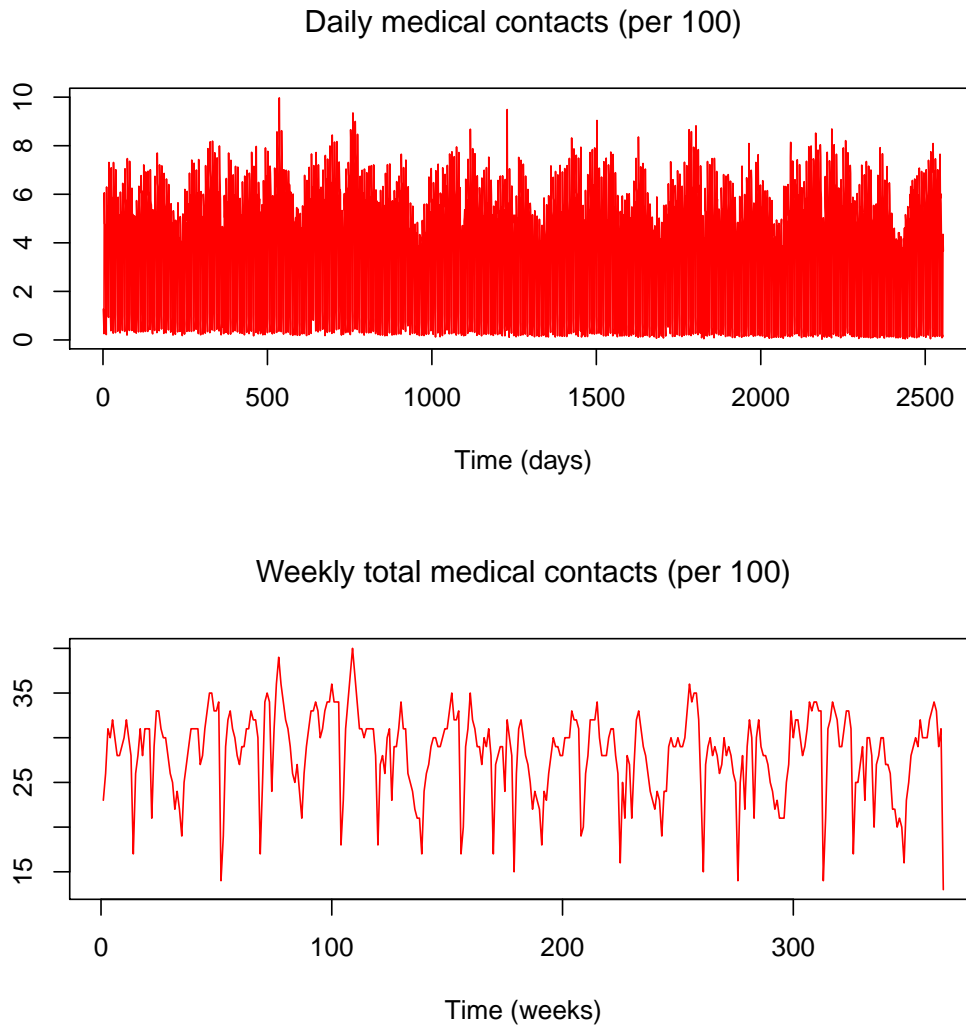 Daily medical contacts (per 100)
10
8
6
4
2
0
0 500 1000 1500 2000 2500
Time (days)
Weekly total medical contacts (per 100)
35
25
15
0 100 200 300
Time (weeks)